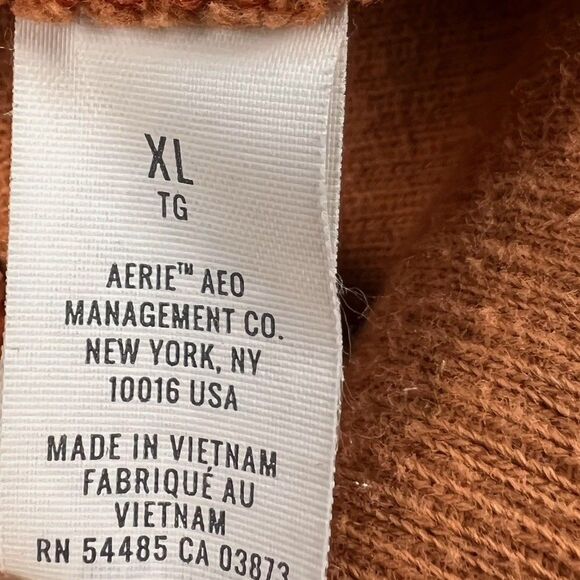 XL
TG
AERIE™ AEO
MANAGEMENT CO.
NEW YORK, NY
10016 USA
MADE IN VIETNAM
FABRIQUÉ AU
VIETNAM
RN 54485 CA 03873